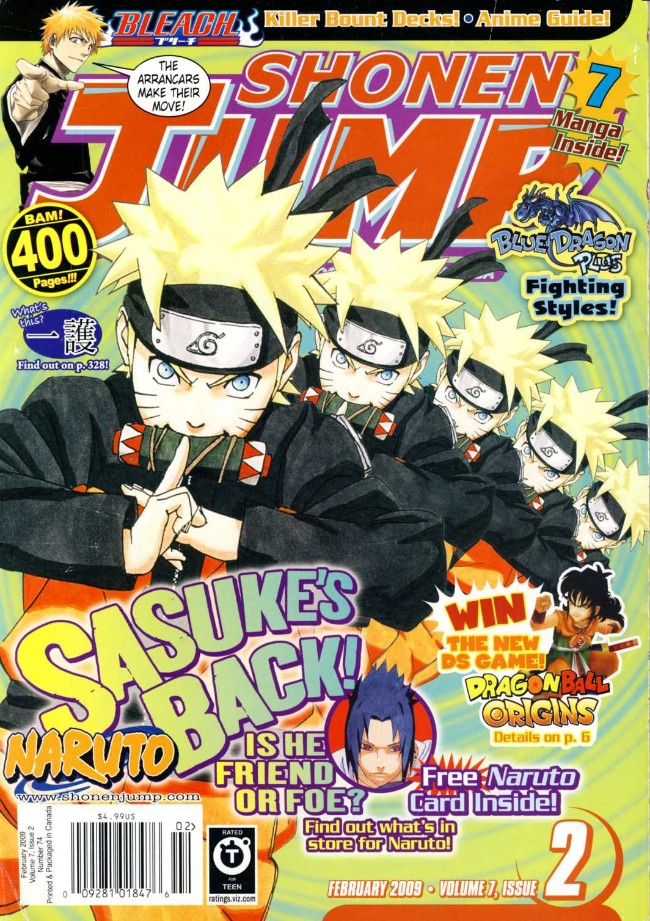 BLEACH
ブリーチ
Killer Bount Decks! • Anime Guide!
THE
ARRANCARS
MAKE THEIR
MOVE!
SHONEN
JUMP
7
Manga
Inside!
BAM!
400
Pages!!!
BLUE DRAGON
PLUS
Fighting
Styles!
What's
this?
一護
Find out on p. 328!
SASUKE'S
BACK!
NARUTO
www.shonenjump.com
IS HE
FRIEND
OR FOE?
WIN
THE NEW
DS GAME!
DRAGONBALL
ORIGINS
Details on p. 6
Free Naruto
Card Inside!
Find out what's in
store for Naruto!
$4.99US
02>
0 09281 01847 6
February 2009
Volume 7, Issue 2
Number 74
Printed & Packaged in Canada
RATED
T
FOR
TEEN
ratings.viz.com
FEBRUARY 2009 • VOLUME 7, ISSUE 2